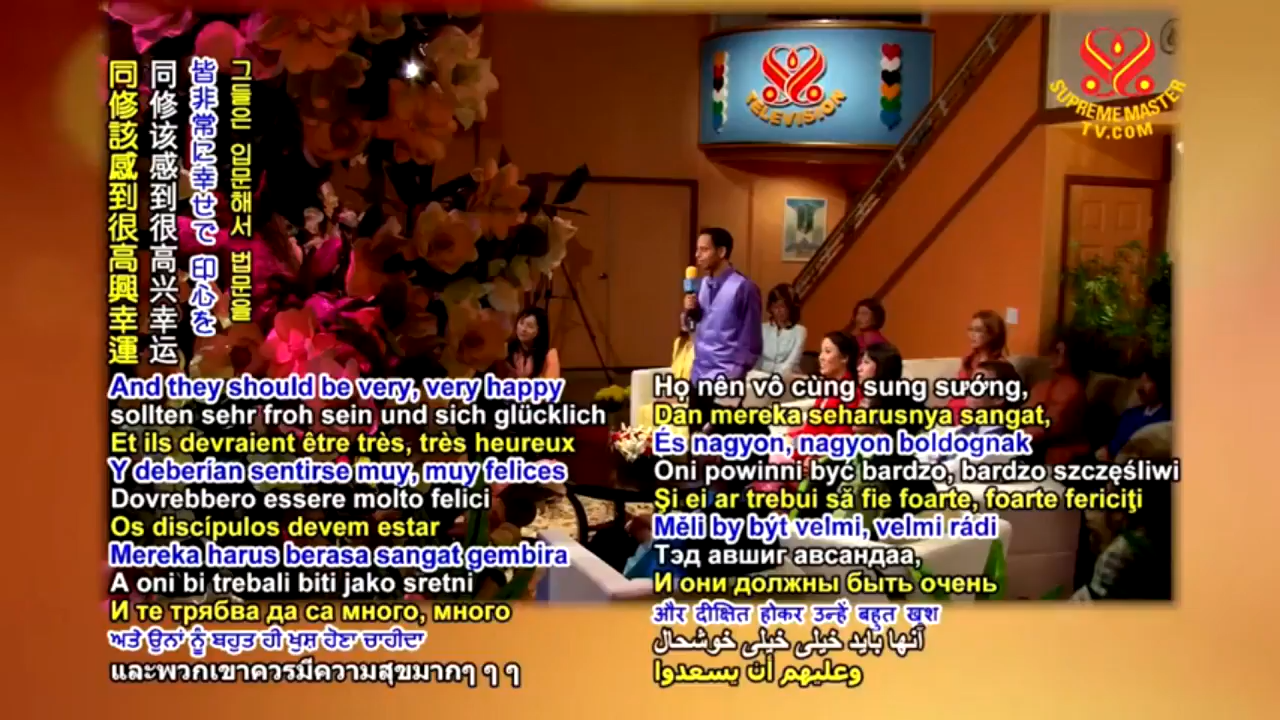 同修該感到很高興幸運
同修该感到很高兴幸运
皆非常に幸せで 印心を
그들은 입문해서 법문을
And they should be very, very happy
sollten sehr froh sein und sich glücklich
Et ils devraient être très, très heureux
Y deberían sentirse muy, muy felices
Dovrebbero essere molto felici
Os discípulos devem estar
Mereka harus berasa sangat gembira
A oni bi trebali biti jako sretni
И те трябва да са много, много
ਅਤੇ ਉਨਾਂ ਨੂੰ ਬਹੁਤ ਹੀ ਖੁਸ਼ ਹੋਣਾ ਚਾਹੀਦਾ
และพวกเขาควรมีความสุขมากๆ ๆ ๆ
Họ nên vô cùng sung sướng,
Dan mereka seharusnya sangat,
És nagyon, nagyon boldognak
Oni powinni być bardzo, bardzo szczęśliwi
Şi ei ar trebui să fie foarte, foarte fericiţi
Měli by být velmi, velmi rádi
Тэд авшиг авсандаа,
И они должны быть очень
और दीक्षित होकर उन्हें बहुत खुश
آنها باید خیلی خیلی خوشحال
وعليهم أن يسعدوا
TELEVISION
SUPREME MASTER
TV.COM